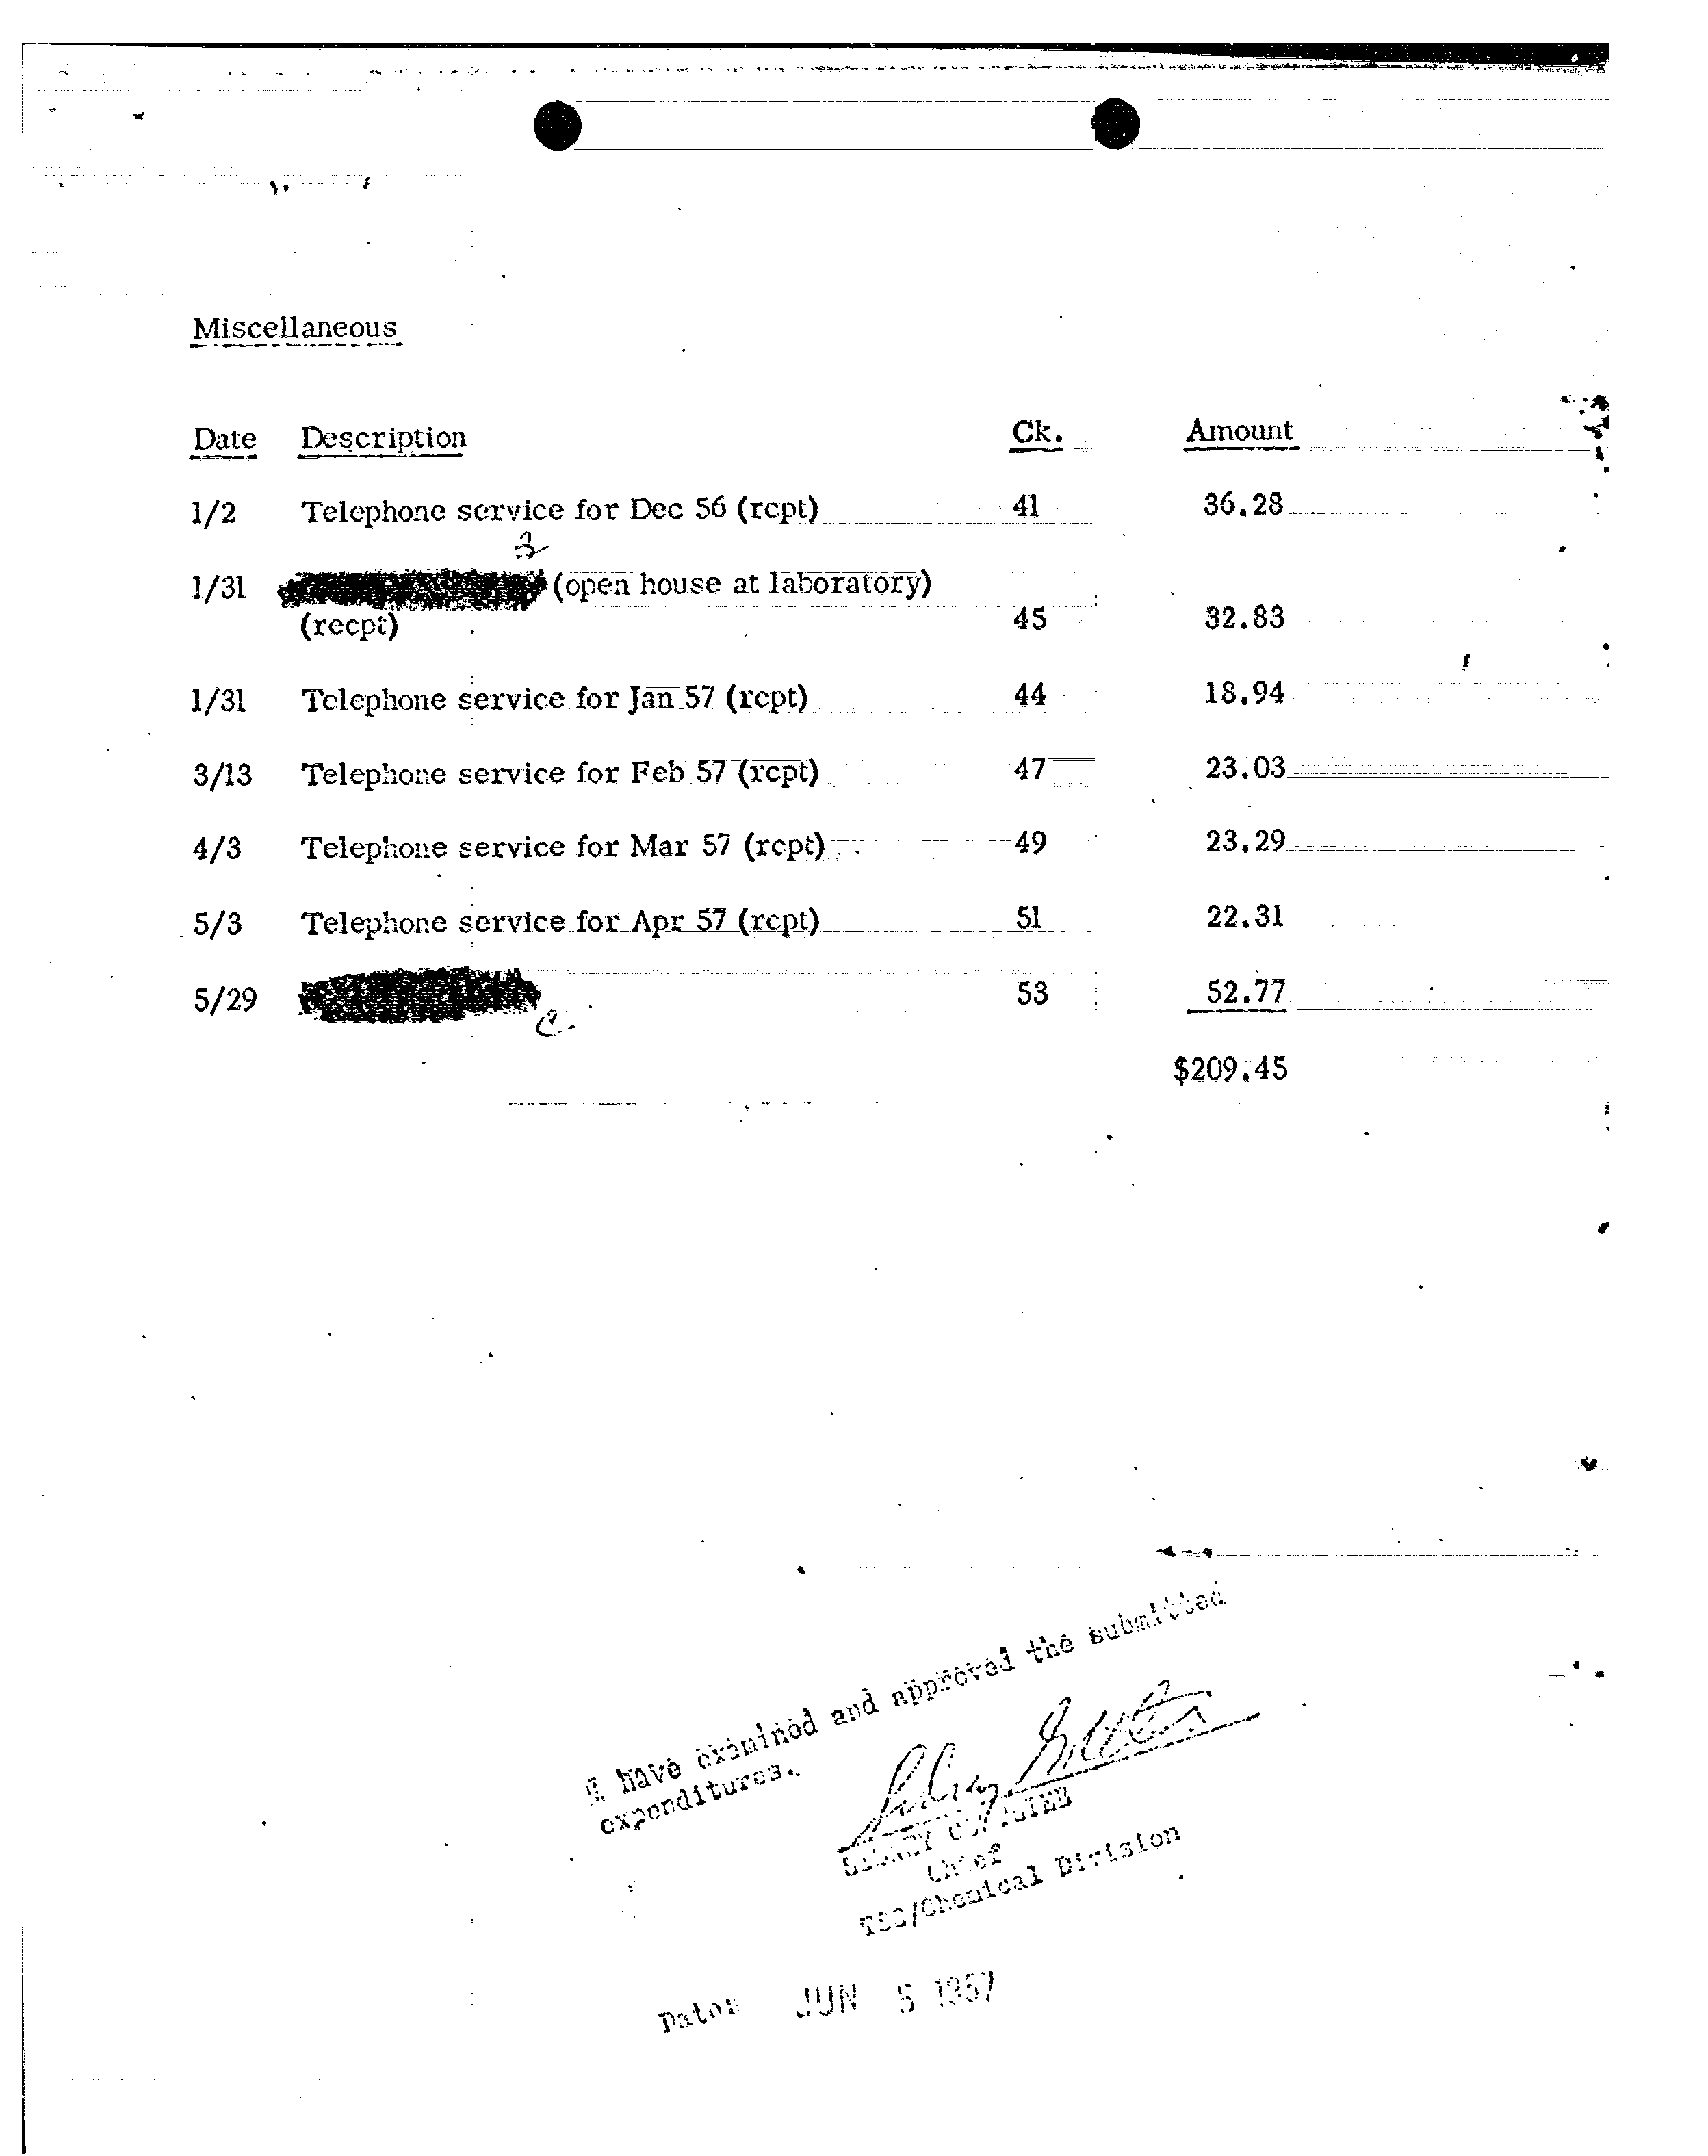 Miscellaneous
Date Description Ck. Amount
1/2 Telephone service for Dec 56 (rcpt) 41 36.28
1/31 (open house at laboratory)
(recpt) 45 32.83
1/31 Telephone service for Jan 57 (rcpt) 44 18.94
3/13 Telephone service for Feb 57 (rcpt) 47 23.03
4/3 Telephone service for Mar 57 (rcpt) 49 23.29
5/3 Telephone service for Apr 57 (rcpt) 51 22.31
5/29 53 52.77
C.
$209.45
I have examined and approved the submitted
expenditures.
SIDNEY GOTTLIEB
Chief
TSS/Chemical Division
Date: JUN 5 1957